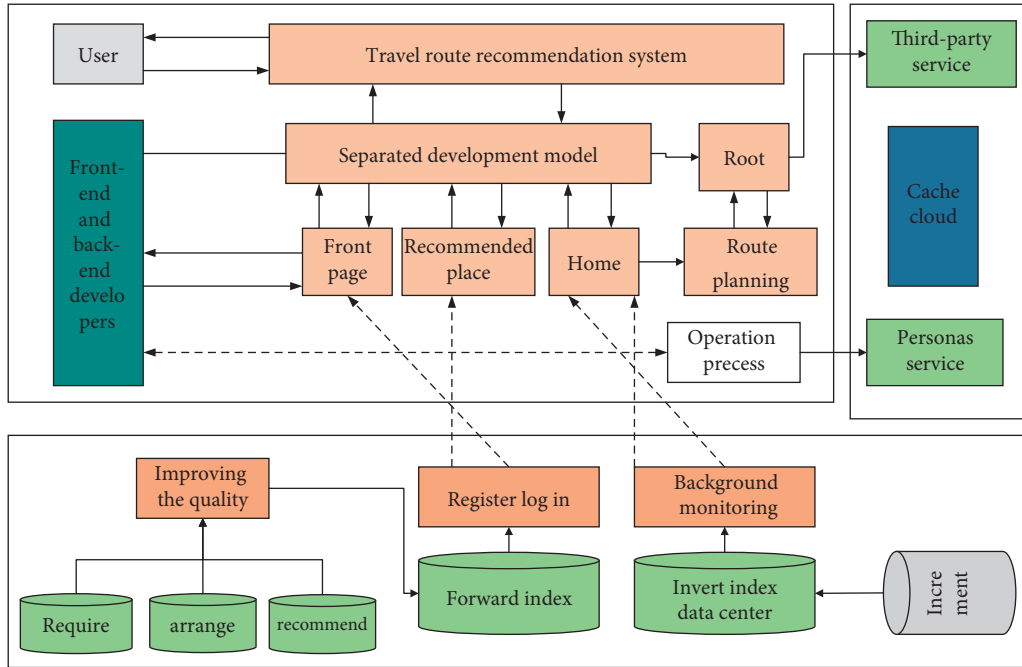 User
Travel route recommendation system
Third-party
service
Front-
end
and
back-
end
develo
pers
Separated development model
Root
Cache
cloud
Front
page
Recommended
place
Home
Route
planning
Operation
precess
Personas
service
Improving
the quality
Register log in
Background
monitoring
Require
arrange
recommend
Forward index
Invert index
data center
Incre
ment